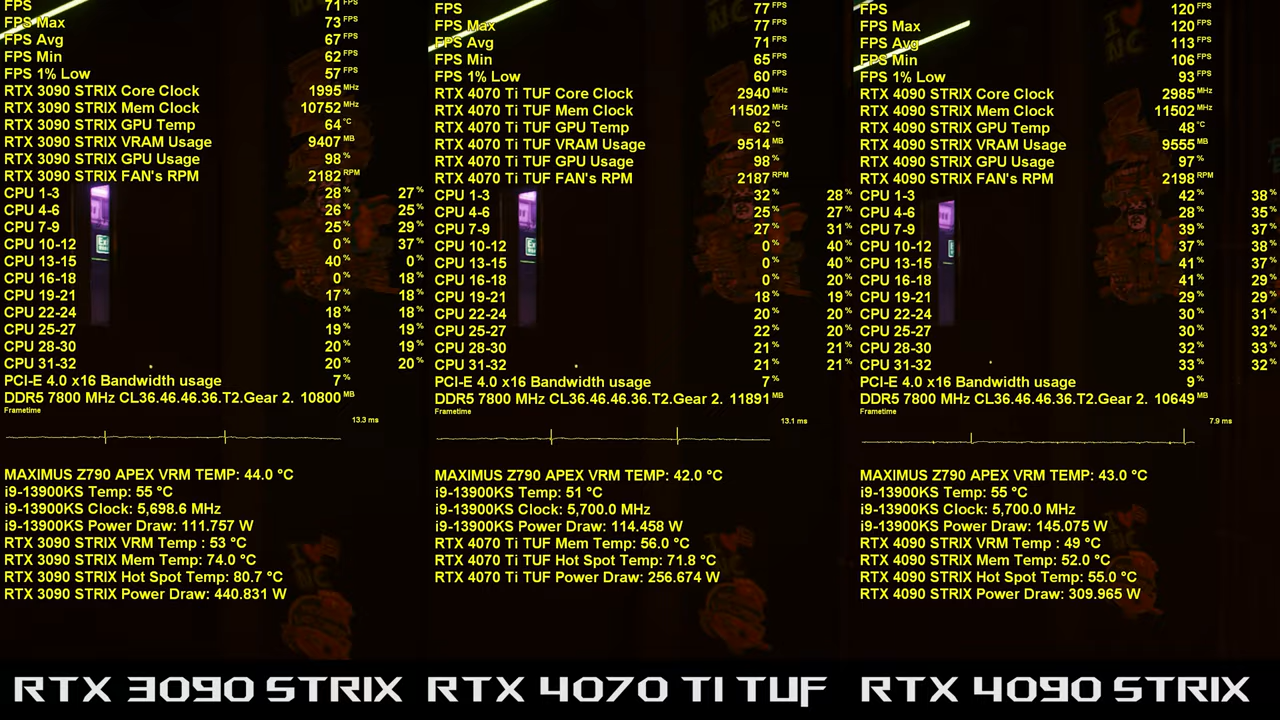 FPS 71 FPS
FPS Max 73 FPS
FPS Avg 67 FPS
FPS Min 62 FPS
FPS 1% Low 57 FPS
RTX 3090 STRIX Core Clock 1995 MHz
RTX 3090 STRIX Mem Clock 10752 MHz
RTX 3090 STRIX GPU Temp 64 °C
RTX 3090 STRIX VRAM Usage 9407 MB
RTX 3090 STRIX GPU Usage 98 %
RTX 3090 STRIX FAN's RPM 2182 RPM
CPU 1-3 28 % 27 %
CPU 4-6 26 % 25 %
CPU 7-9 25 % 29 %
CPU 10-12 0 % 37 %
CPU 13-15 40 % 0 %
CPU 16-18 0 % 18 %
CPU 19-21 17 % 18 %
CPU 22-24 18 % 18 %
CPU 25-27 19 % 19 %
CPU 28-30 20 % 19 %
CPU 31-32 20 % 20 %
PCI-E 4.0 x16 Bandwidth usage 7 %
DDR5 7800 MHz CL36.46.46.36.T2.Gear 2. 10800 MB
Frametime
13.3 ms
MAXIMUS Z790 APEX VRM TEMP: 44.0 °C
i9-13900KS Temp: 55 °C
i9-13900KS Clock: 5,698.6 MHz
i9-13900KS Power Draw: 111.757 W
RTX 3090 STRIX VRM Temp : 53 °C
RTX 3090 STRIX Mem Temp: 74.0 °C
RTX 3090 STRIX Hot Spot Temp: 80.7 °C
RTX 3090 STRIX Power Draw: 440.831 W
RTX 3090 STRIX
FPS 77 FPS
FPS Max 77 FPS
FPS Avg 71 FPS
FPS Min 65 FPS
FPS 1% Low 60 FPS
RTX 4070 Ti TUF Core Clock 2940 MHz
RTX 4070 Ti TUF Mem Clock 11502 MHz
RTX 4070 Ti TUF GPU Temp 62 °C
RTX 4070 Ti TUF VRAM Usage 9514 MB
RTX 4070 Ti TUF GPU Usage 98 %
RTX 4070 Ti TUF FAN's RPM 2187 RPM
CPU 1-3 32 % 28 %
CPU 4-6 25 % 27 %
CPU 7-9 27 % 31 %
CPU 10-12 0 % 40 %
CPU 13-15 40 % 0 %
CPU 16-18 0 % 20 %
CPU 19-21 18 % 19 %
CPU 22-24 20 % 20 %
CPU 25-27 22 % 20 %
CPU 28-30 21 % 21 %
CPU 31-32 21 % 21 %
PCI-E 4.0 x16 Bandwidth usage 7 %
DDR5 7800 MHz CL36.46.46.36.T2.Gear 2. 11891 MB
Frametime
13.1 ms
MAXIMUS Z790 APEX VRM TEMP: 42.0 °C
i9-13900KS Temp: 51 °C
i9-13900KS Clock: 5,700.0 MHz
i9-13900KS Power Draw: 114.458 W
RTX 4070 Ti TUF Mem Temp: 56.0 °C
RTX 4070 Ti TUF Hot Spot Temp: 71.8 °C
RTX 4070 Ti TUF Power Draw: 256.674 W
RTX 4070 TI TUF
FPS 120 FPS
FPS Max 120 FPS
FPS Avg 113 FPS
FPS Min 106 FPS
FPS 1% Low 93 FPS
RTX 4090 STRIX Core Clock 2985 MHz
RTX 4090 STRIX Mem Clock 11502 MHz
RTX 4090 STRIX GPU Temp 48 °C
RTX 4090 STRIX VRAM Usage 9555 MB
RTX 4090 STRIX GPU Usage 97 %
RTX 4090 STRIX FAN's RPM 2198 RPM
CPU 1-3 42 % 38 %
CPU 4-6 28 % 35 %
CPU 7-9 39 % 37 %
CPU 10-12 37 % 38 %
CPU 13-15 41 % 37 %
CPU 16-18 41 % 29 %
CPU 19-21 29 % 29 %
CPU 22-24 30 % 31 %
CPU 25-27 30 % 32 %
CPU 28-30 32 % 33 %
CPU 31-32 33 % 32 %
PCI-E 4.0 x16 Bandwidth usage 9 %
DDR5 7800 MHz CL36.46.46.36.T2.Gear 2. 10649 MB
Frametime
7.9 ms
MAXIMUS Z790 APEX VRM TEMP: 43.0 °C
i9-13900KS Temp: 55 °C
i9-13900KS Clock: 5,700.0 MHz
i9-13900KS Power Draw: 145.075 W
RTX 4090 STRIX VRM Temp : 49 °C
RTX 4090 STRIX Mem Temp: 52.0 °C
RTX 4090 STRIX Hot Spot Temp: 55.0 °C
RTX 4090 STRIX Power Draw: 309.965 W
RTX 4090 STRIX